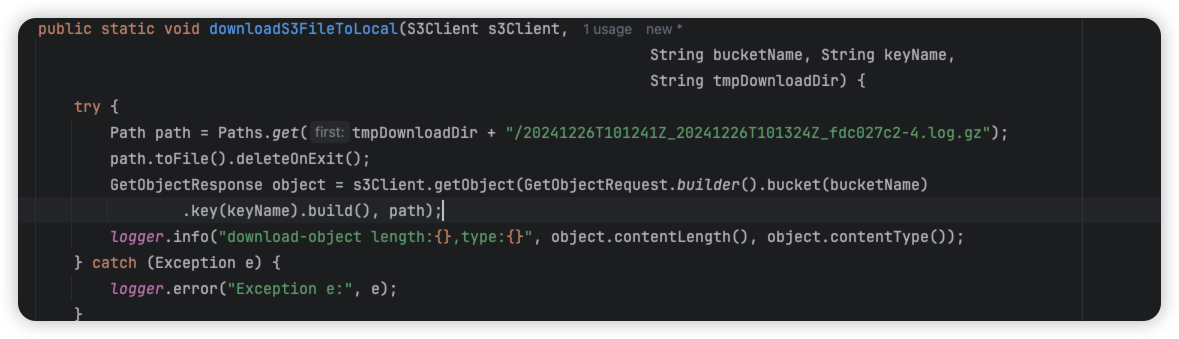 public static void downloadS3FileToLocal(S3Client s3Client, 1 usage new *
String bucketName, String keyName,
String tmpDownloadDir) {
try {
Path path = Paths.get( first: tmpDownloadDir + "/20241226T101241Z_20241226T101324Z_fdc027c2-4.log.gz");
path.toFile().deleteOnExit();
GetObjectResponse object = s3Client.getObject(GetObjectRequest.builder().bucket(bucketName)
.key(keyName).build(), path);
logger.info("download-object length:{},type:{}", object.contentLength(), object.contentType());
} catch (Exception e) {
logger.error("Exception e:", e);
}